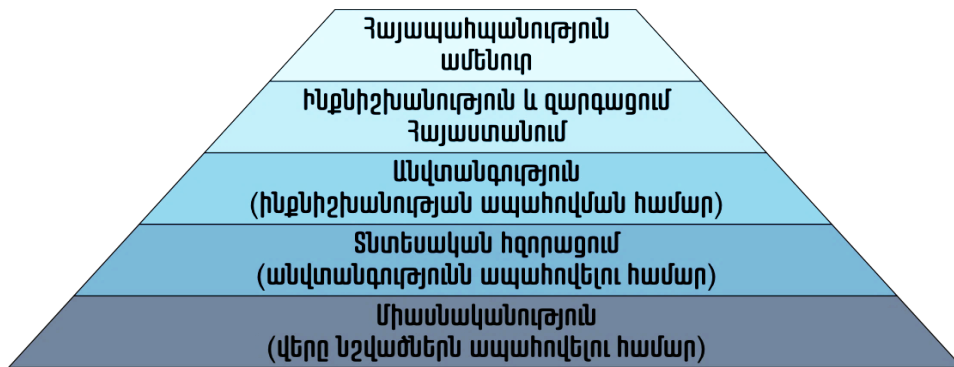 Հայապահպանություն
ամենուր
Ինքնիշխանություն և զարգացում
Հայաստանում
Անվտանգություն
(ինքնիշխանության ապահովման համար)
Տնտեսական հզորացում
(անվտանգությունն ապահովելու համար)
Միասնականություն
(վերը նշվածներն ապահովելու համար)